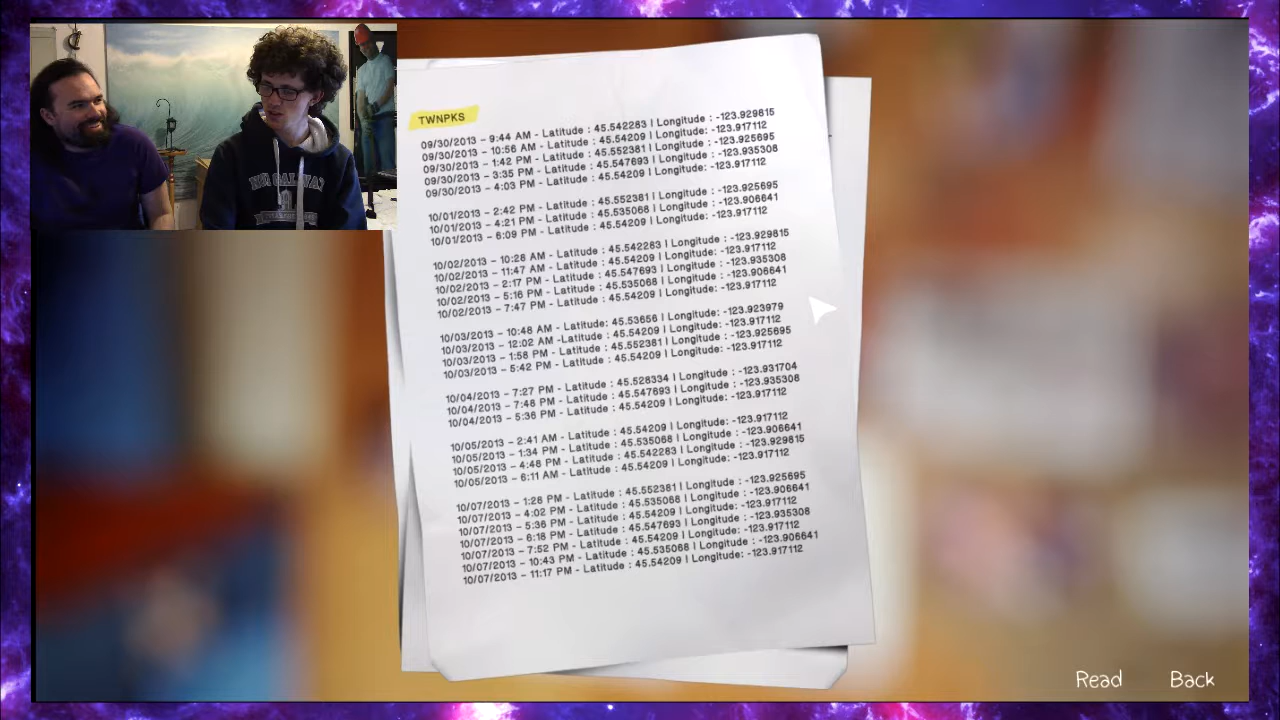 TWNPKS
09/30/2013 – 9:44 AM - Latitude : 45.542283 | Longitude : -123.929815
09/30/2013 – 10:56 AM - Latitude : 45.54209 | Longitude: -123.917112
09/30/2013 – 1:42 PM - Latitude : 45.552381 | Longitude : -123.925695
09/30/2013 – 3:35 PM - Latitude : 45.547693 | Longitude : -123.935308
09/30/2013 – 4:03 PM - Latitude : 45.54209 | Longitude: -123.917112
10/01/2013 – 2:42 PM - Latitude : 45.552381 | Longitude : -123.925695
10/01/2013 – 4:21 PM - Latitude : 45.535068 | Longitude : -123.906641
10/01/2013 – 6:09 PM - Latitude : 45.54209 | Longitude: -123.917112
10/02/2013 – 10:28 AM - Latitude : 45.542283 | Longitude : -123.929815
10/02/2013 – 11:47 AM - Latitude : 45.54209 | Longitude: -123.917112
10/02/2013 – 2:17 PM - Latitude : 45.547693 | Longitude : -123.935308
10/02/2013 – 5:16 PM - Latitude : 45.535068 | Longitude : -123.906641
10/02/2013 – 7:47 PM - Latitude : 45.54209 | Longitude: -123.917112
10/03/2013 – 10:48 AM - Latitude: 45.53656 | Longitude: -123.923979
10/03/2013 – 12:02 AM -Latitude : 45.54209 | Longitude: -123.917112
10/03/2013 – 1:58 PM - Latitude : 45.552381 | Longitude : -123.925695
10/03/2013 – 5:42 PM - Latitude : 45.54209 | Longitude: -123.917112
10/04/2013 – 7:27 PM - Latitude : 45.528334 | Longitude : -123.931704
10/04/2013 – 7:48 PM - Latitude : 45.547693 | Longitude : -123.935308
10/04/2013 – 5:36 PM - Latitude : 45.54209 | Longitude: -123.917112
10/05/2013 – 2:41 AM - Latitude : 45.54209 | Longitude: -123.917112
10/05/2013 – 1:34 PM - Latitude : 45.535068 | Longitude : -123.906641
10/05/2013 – 4:48 PM - Latitude : 45.542283 | Longitude : -123.929815
10/05/2013 – 6:11 AM - Latitude : 45.54209 | Longitude: -123.917112
10/07/2013 – 1:28 PM - Latitude : 45.552381 | Longitude : -123.925695
10/07/2013 – 4:02 PM - Latitude : 45.535068 | Longitude : -123.906641
10/07/2013 – 5:36 PM - Latitude : 45.54209 | Longitude: -123.917112
10/07/2013 – 6:18 PM - Latitude : 45.547693 | Longitude : -123.935308
10/07/2013 – 7:52 PM - Latitude : 45.54209 | Longitude: -123.917112
10/07/2013 – 10:43 PM - Latitude : 45.535068 | Longitude : -123.906641
10/07/2013 – 11:17 PM - Latitude : 45.54209 | Longitude: -123.917112
Read Back